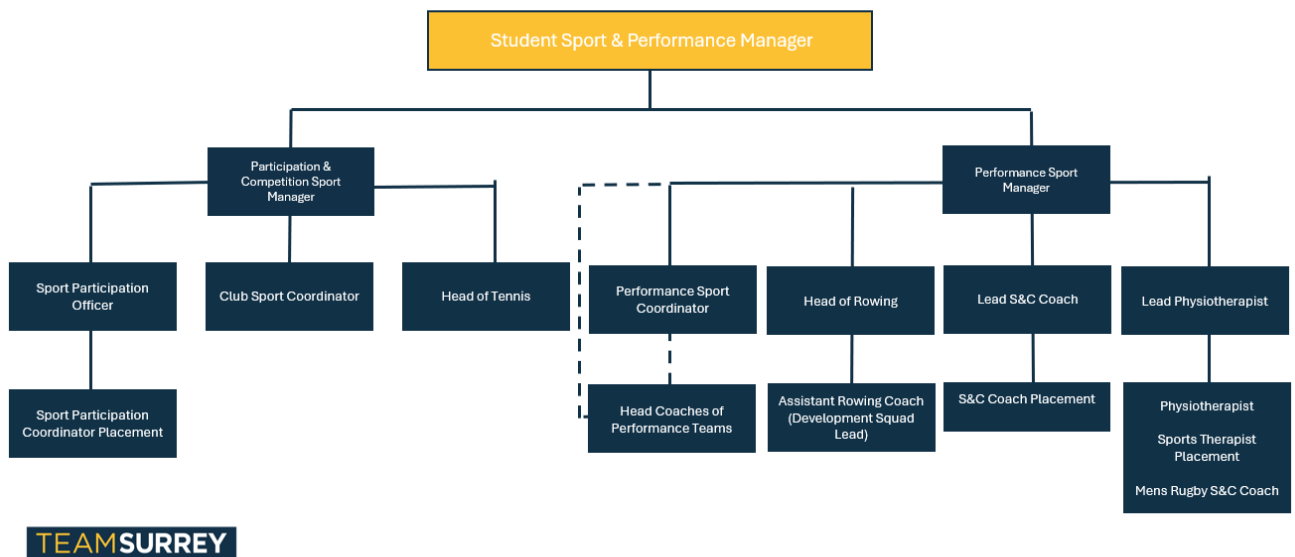 Student Sport & Performance Manager
Participation &
Competition Sport
Manager
Performance Sport
Manager
Sport Participation
Officer
Club Sport Coordinator
Head of Tennis
Performance Sport
Coordinator
Head of Rowing
Lead S&C Coach
Lead Physiotherapist
Sport Participation
Coordinator Placement
Head Coaches of
Performance Teams
Assistant Rowing Coach
(Development Squad
Lead)
S&C Coach Placement
Physiotherapist
Sports Therapist
Placement
Mens Rugby S&C Coach
TEAMSURREY